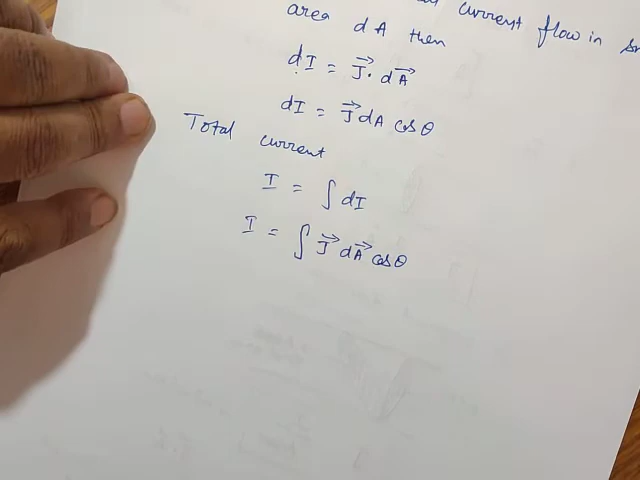 current flow in
area dA then
dI = J⃗ · dA⃗
dI = J⃗ dA cos θ
Total current
I = ∫ dI
I = ∫ J⃗ dA⃗ cos θ